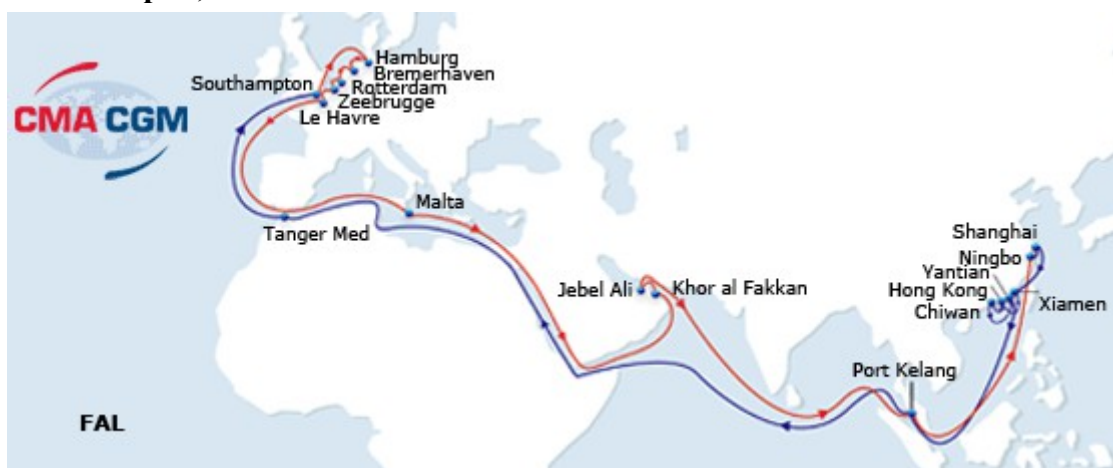 Hamburg
Bremerhaven
Southampton
Rotterdam
Zeebrugge
Le Havre
CMA CGM
Malta
Tanger Med
Shanghai
Ningbo
Yantian
Jebel Ali
Khor al Fakkan
Hong Kong
Xiamen
Chiwan
Port Kelang
FAL